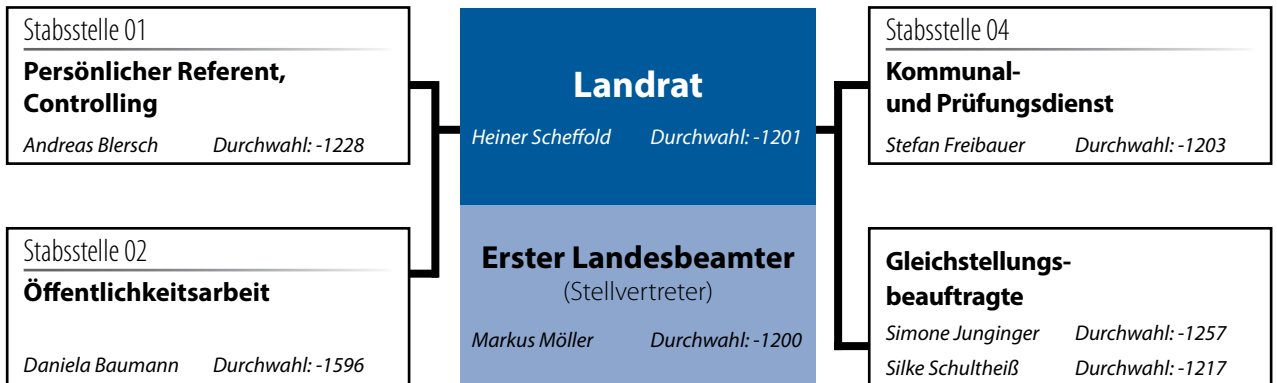 Stabsstelle 01
Persönlicher Referent,
Controlling
Andreas Blersch Durchwahl: -1228
Stabsstelle 02
Öffentlichkeitsarbeit
Daniela Baumann Durchwahl: -1596
Landrat
Heiner Scheffold Durchwahl: -1201
Erster Landesbeamter
(Stellvertreter)
Markus Möller Durchwahl: -1200
Stabsstelle 04
Kommunal-
und Prüfungsdienst
Stefan Freibauer Durchwahl: -1203
Gleichstellungs-
beauftragte
Simone Junginger Durchwahl: -1257
Silke Schultheiß Durchwahl: -1217